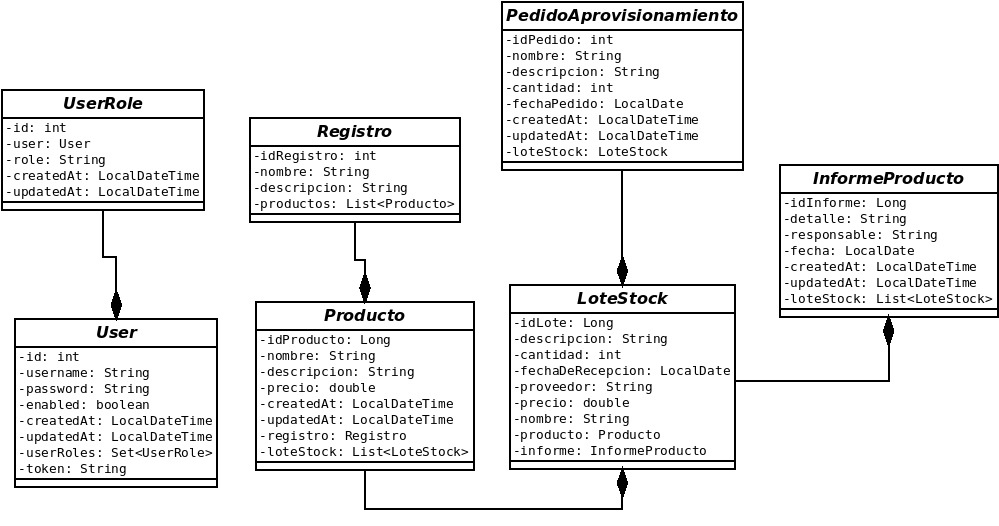 PedidoAprovisionamiento
-idPedido: int
-nombre: String
-descripcion: String
-cantidad: int
-fechaPedido: LocalDate
-createdAt: LocalDateTime
-updatedAt: LocalDateTime
-loteStock: LoteStock
UserRole
-id: int
-user: User
-role: String
-createdAt: LocalDateTime
-updatedAt: LocalDateTime
Registro
-idRegistro: int
-nombre: String
-descripcion: String
-productos: List<Producto>
InformeProducto
-idInforme: Long
-detalle: String
-responsable: String
-fecha: LocalDate
-createdAt: LocalDateTime
-updatedAt: LocalDateTime
-loteStock: List<LoteStock>
User
-id: int
-username: String
-password: String
-enabled: boolean
-createdAt: LocalDateTime
-updatedAt: LocalDateTime
-userRoles: Set<UserRole>
-token: String
Producto
-idProducto: Long
-nombre: String
-descripcion: String
-precio: double
-createdAt: LocalDateTime
-updatedAt: LocalDateTime
-registro: Registro
-loteStock: List<LoteStock>
LoteStock
-idLote: Long
-descripcion: String
-cantidad: int
-fechaDeRecepcion: LocalDate
-proveedor: String
-precio: double
-nombre: String
-producto: Producto
-informe: InformeProducto